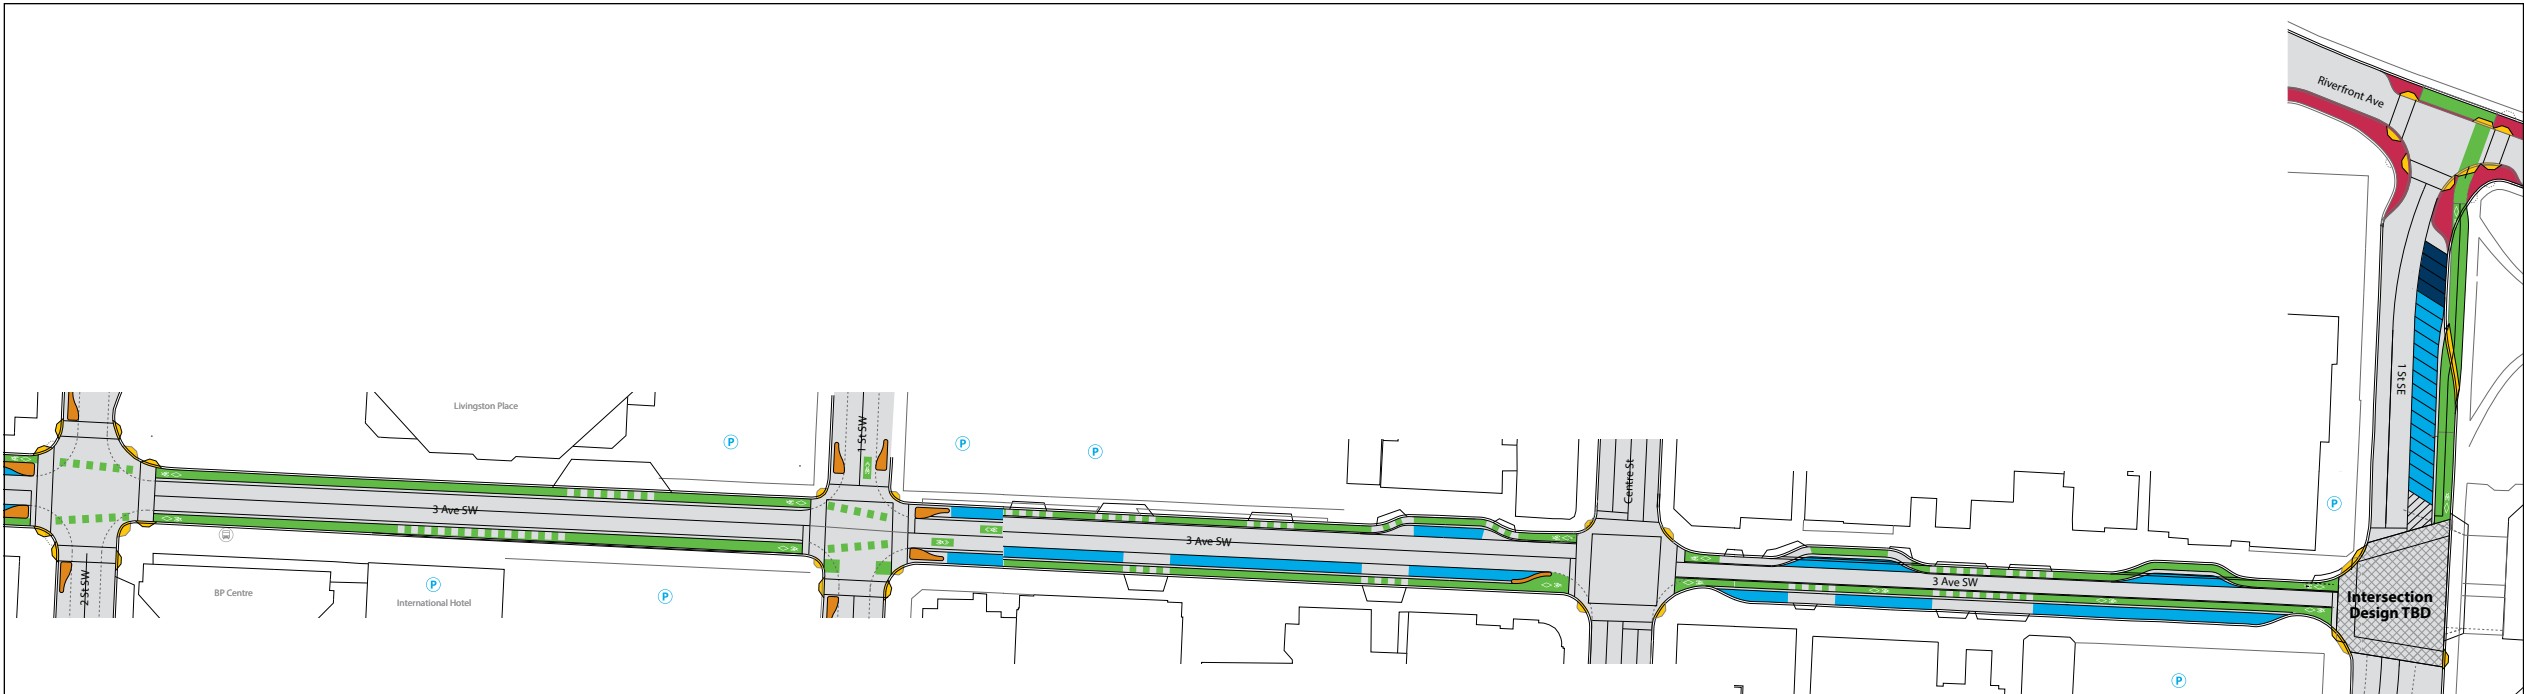 Riverfront Ave
1 St SE
Livingston Place
P
1 St SW
P
P
Centre St
P
3 Ave SW
3 Ave SW
3 Ave SW
2 St SW
BP Centre
P
International Hotel
P
Intersection
Design TBD
P